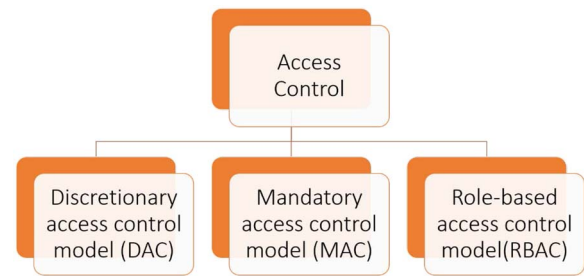 Access
Control
Discretionary
access control
model (DAC)
Mandatory
access control
model (MAC)
Role-based
access control
model(RBAC)